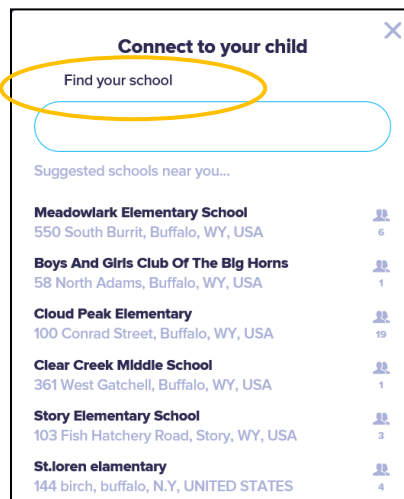 Connect to your child
Find your school
Suggested schools near you...
Meadowlark Elementary School
550 South Burrit, Buffalo, WY, USA
6
Boys And Girls Club Of The Big Horns
58 North Adams, Buffalo, WY, USA
1
Cloud Peak Elementary
100 Conrad Street, Buffalo, WY, USA
19
Clear Creek Middle School
361 West Gatchell, Buffalo, WY, USA
1
Story Elementary School
103 Fish Hatchery Road, Story, WY, USA
3
St.loren elamentary
144 birch, buffalo, N.Y, UNITED STATES
4